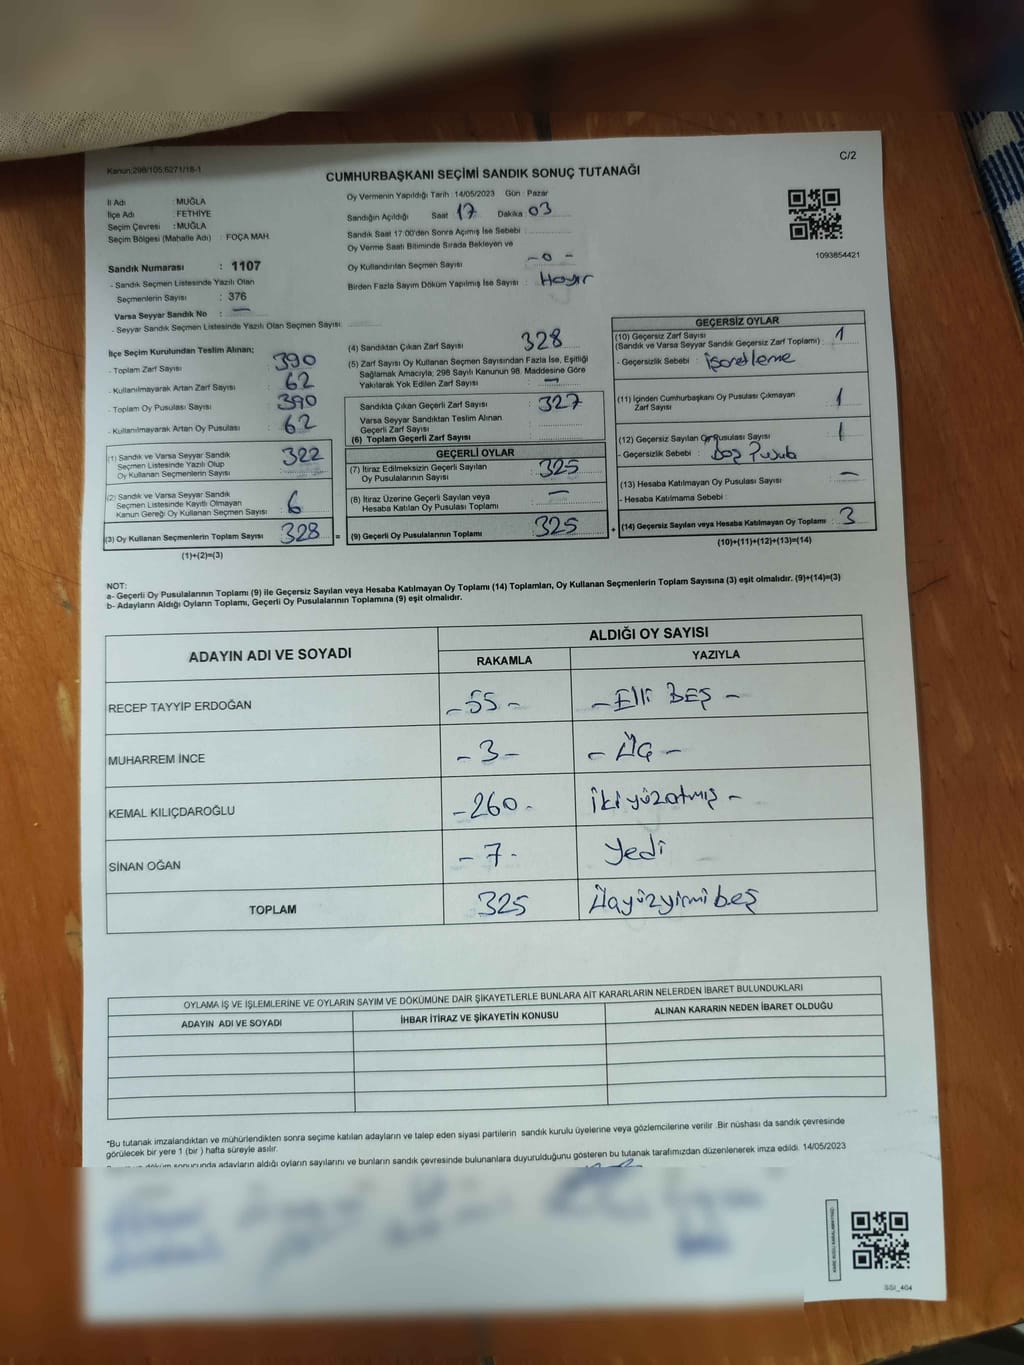 Kanun;298/105,6271/18-1
C/2
CUMHURBAŞKANI SEÇİMİ SANDIK SONUÇ TUTANAĞI
İl Adı : MUĞLA
İlçe Adı : FETHİYE
Seçim Çevresi : MUĞLA
Seçim Bölgesi (Mahalle Adı) : FOÇA MAH.
Sandık Numarası : 1107
- Sandık Seçmen Listesinde Yazılı Olan
Seçmenlerin Sayısı : 376
Varsa Seyyar Sandık No : —
- Seyyar Sandık Seçmen Listesinde Yazılı Olan Seçmen Sayısı
Oy Vermenin Yapıldığı Tarih : 14/05/2023 Gün : Pazar
Sandığın Açıldığı Saat 17 Dakika 03
Sandık Saat 17:00'den Sonra Açımış İse Sebebi :
Oy Verme Saati Bitiminde Sırada Bekleyen ve
Oy Kullandırılan Seçmen Sayısı -0-
Birden Fazla Sayım Döküm Yapılmış İse Sayısı : Hayır
1093854421
İlçe Seçim Kurulundan Teslim Alınan;
- Toplam Zarf Sayısı : 390
- Kullanılmayarak Artan Zarf Sayısı : 62
- Toplam Oy Pusulası Sayısı : 390
- Kullanılmayarak Artan Oy Pusulası : 62
(1) Sandık ve Varsa Seyyar Sandık
Seçmen Listesinde Yazılı Olup
Oy Kullanan Seçmenlerin Sayısı : 322
(2) Sandık ve Varsa Seyyar Sandık
Seçmen Listesinde Kayıtlı Olmayan
Kanun Gereği Oy Kullanan Seçmen Sayısı : 6
(3) Oy Kullanan Seçmenlerin Toplam Sayısı : 328
(1)+(2)=(3)
(4) Sandıktan Çıkan Zarf Sayısı : 328
(5) Zarf Sayısı Oy Kullanan Seçmen Sayısından Fazla İse, Eşitliği
Sağlamak Amacıyla; 298 Sayılı Kanunun 98. Maddesine Göre
Yakılarak Yok Edilen Zarf Sayısı : —
Sandıkta Çıkan Geçerli Zarf Sayısı : 327
Varsa Seyyar Sandıktan Teslim Alınan
Geçerli Zarf Sayısı :
(6) Toplam Geçerli Zarf Sayısı :
GEÇERLİ OYLAR
(7) İtiraz Edilmeksizin Geçerli Sayılan
Oy Pusulalarının Sayısı : 325
(8) İtiraz Üzerine Geçerli Sayılan veya
Hesaba Katılan Oy Pusulası Toplamı : —
(9) Geçerli Oy Pusulalarının Toplamı : 325
GEÇERSİZ OYLAR
(10) Geçersiz Zarf Sayısı
(Sandık ve Varsa Seyyar Sandık Geçersiz Zarf Toplamı) : 1
- Geçersizlik Sebebi : işaretleme
(11) İçinden Cumhurbaşkanı Oy Pusulası Çıkmayan
Zarf Sayısı : 1
(12) Geçersiz Sayılan Oy Pusulası Sayısı : 1
- Geçersizlik Sebebi : Boş Pusula
(13) Hesaba Katılmayan Oy Pusulası Sayısı : —
- Hesaba Katılmama Sebebi :
(14) Geçersiz Sayılan veya Hesaba Katılmayan Oy Toplamı : 3
(10)+(11)+(12)+(13)=(14)
NOT:
a- Geçerli Oy Pusulalarının Toplamı (9) ile Geçersiz Sayılan veya Hesaba Katılmayan Oy Toplamı (14) Toplamları, Oy Kullanan Seçmenlerin Toplam Sayısına (3) eşit olmalıdır. (9)+(14)=(3)
b- Adayların Aldığı Oyların Toplamı, Geçerli Oy Pusulalarının Toplamına (9) eşit olmalıdır.
ADAYIN ADI VE SOYADI
ALDIĞI OY SAYISI
RAKAMLA YAZIYLA
RECEP TAYYİP ERDOĞAN -55- -Elli BEŞ-
MUHARREM İNCE -3- -Üç-
KEMAL KILIÇDAROĞLU -260- ikiyüzatmış-
SİNAN OĞAN -7- Yedi
TOPLAM 325 Üçyüzyirmibeş
OYLAMA İŞ VE İŞLEMLERİNE VE OYLARIN SAYIM VE DÖKÜMÜNE DAİR ŞİKAYETLERLE BUNLARA AİT KARARLARIN NELERDEN İBARET BULUNDUKLARI
ADAYIN ADI VE SOYADI İHBAR İTİRAZ VE ŞİKAYETİN KONUSU ALINAN KARARIN NEDEN İBARET OLDUĞU
*Bu tutanak imzalandıktan ve mühürlendikten sonra seçime katılan adayların ve talep eden siyasi partilerin sandık kurulu üyelerine veya gözlemcilerine verilir .Bir nüshası da sandık çevresinde
görülecek bir yere 1 (bir ) hafta süreyle asılır.
döküm sonucunda adayların aldığı oyların sayılarını ve bunların sandık çevresinde bulunanlara duyurulduğunu gösteren bu tutanak tarafımızdan düzenlenerek imza edildi. 14/05/2023
SSI_404